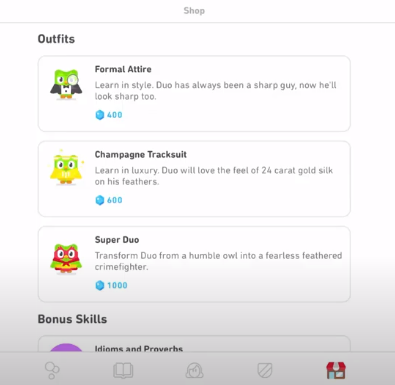 Shop
Outfits
Formal Attire
Learn in style. Duo has always been a sharp guy, now he'll
look sharp too.
400
Champagne Tracksuit
Learn in luxury. Duo will love the feel of 24 carat gold silk
on his feathers.
600
Super Duo
Transform Duo from a humble owl into a fearless feathered
crimefighter.
1000
Bonus Skills
Idioms and Proverbs